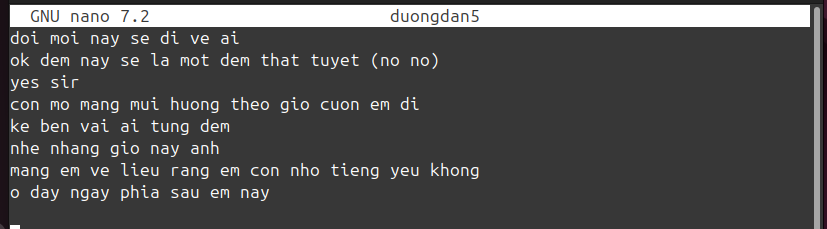 GNU nano 7.2 duongdan5
doi moi nay se di ve ai
ok dem nay se la mot dem that tuyet (no no)
yes sir
con mo mang mui huong theo gio cuon em di
ke ben vai ai tung dem
nhe nhang gio nay anh
mang em ve lieu rang em con nho tieng yeu khong
o day ngay phia sau em nay